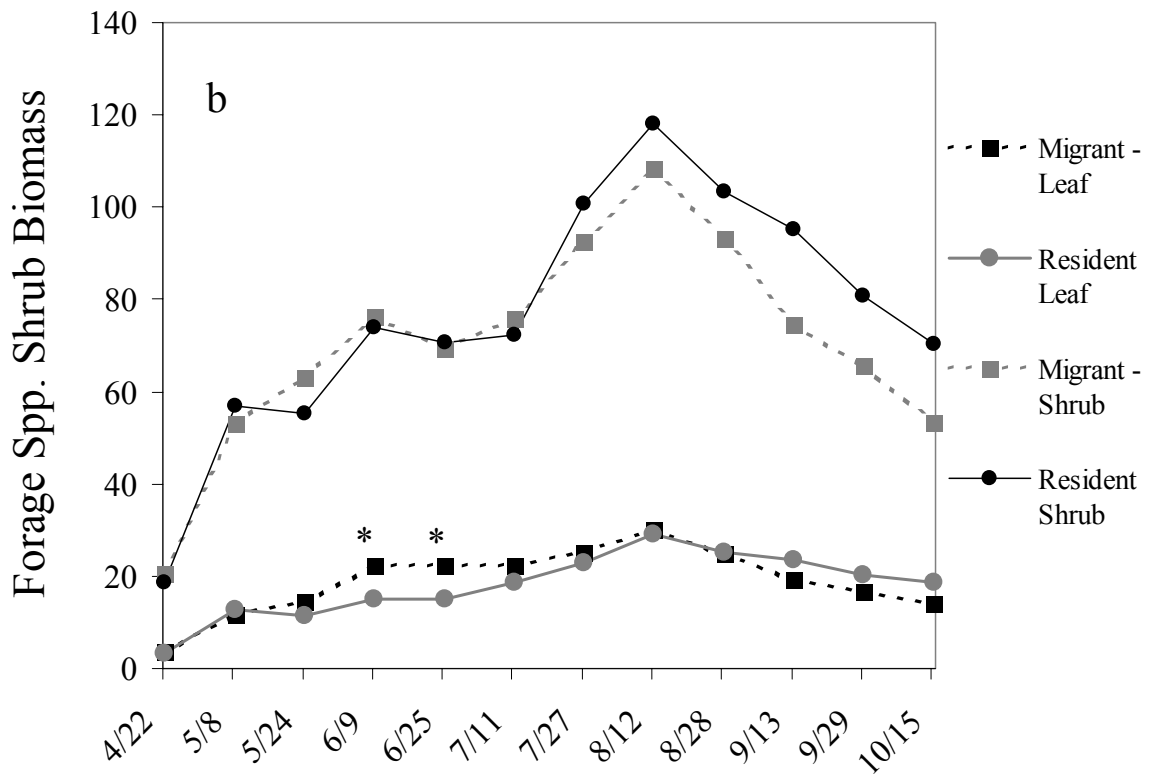 Forage Spp. Shrub Biomass
140
120
100
80
60
40
20
0
b
* *
4/22 5/8 5/24 6/9 6/25 7/11 7/27 8/12 8/28 9/13 9/29 10/15
Migrant -
Leaf
Resident
Leaf
Migrant -
Shrub
Resident
Shrub